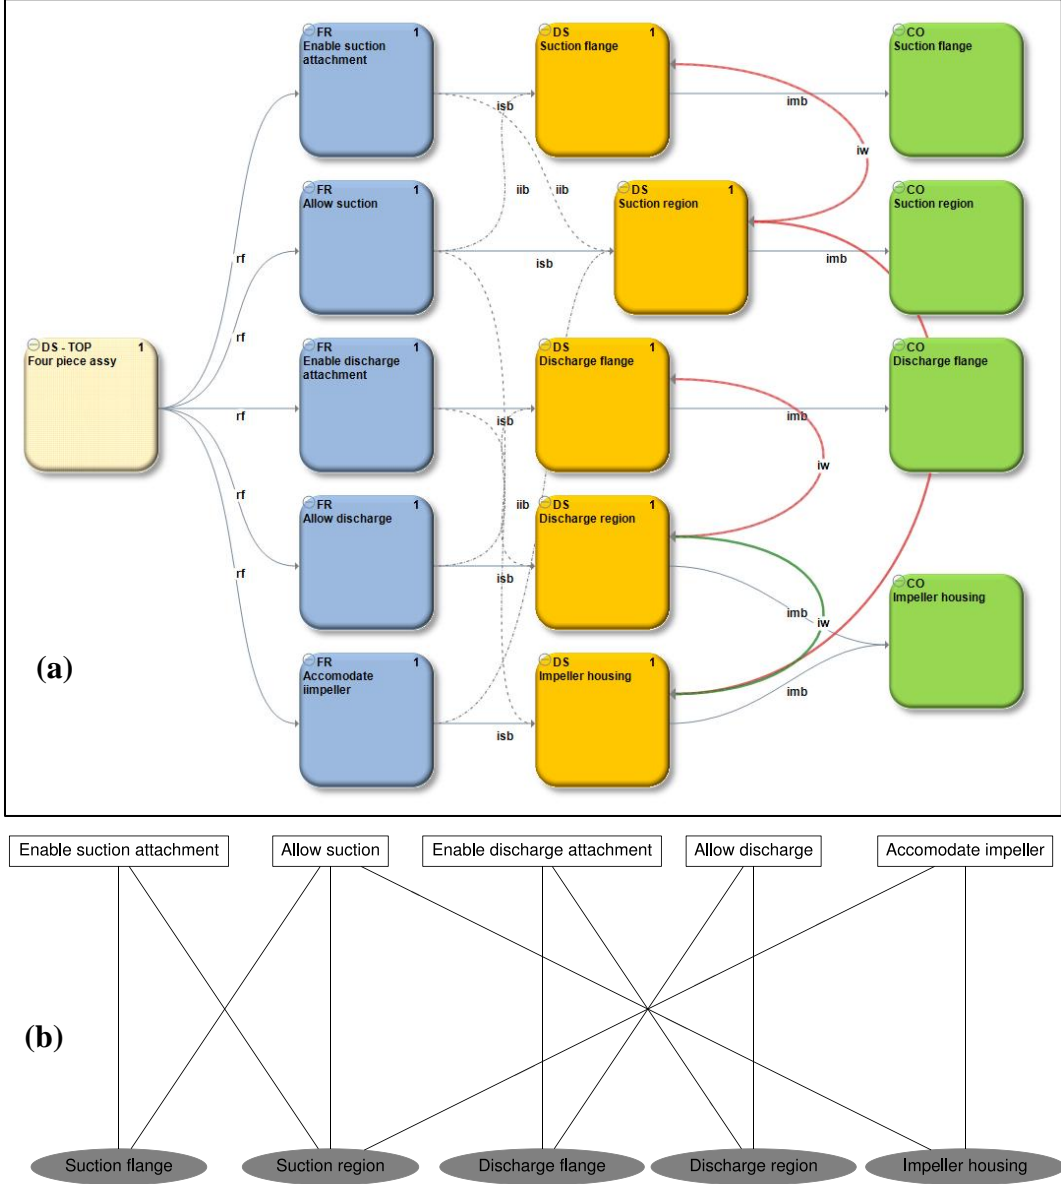 FR 1
Enable suction
attachment
DS 1
Suction flange
CO
Suction flange
isb
imb
iw
FR 1
Allow suction
iib
iib
DS 1
Suction region
CO
Suction region
rf
isb
imb
rf
DS - TOP 1
Four piece assy
FR 1
Enable discharge
attachment
DS 1
Discharge flange
CO
Discharge flange
rf
isb
imb
iw
rf
FR 1
Allow discharge
iib
DS 1
Discharge region
rf
isb
CO
Impeller housing
imb
iw
(a)
FR 1
Accomodate
iimpeller
DS 1
Impeller housing
imb
isb
Enable suction attachment
Allow suction
Enable discharge attachment
Allow discharge
Accomodate impeller
(b)
Suction flange
Suction region
Discharge flange
Discharge region
Impeller housing